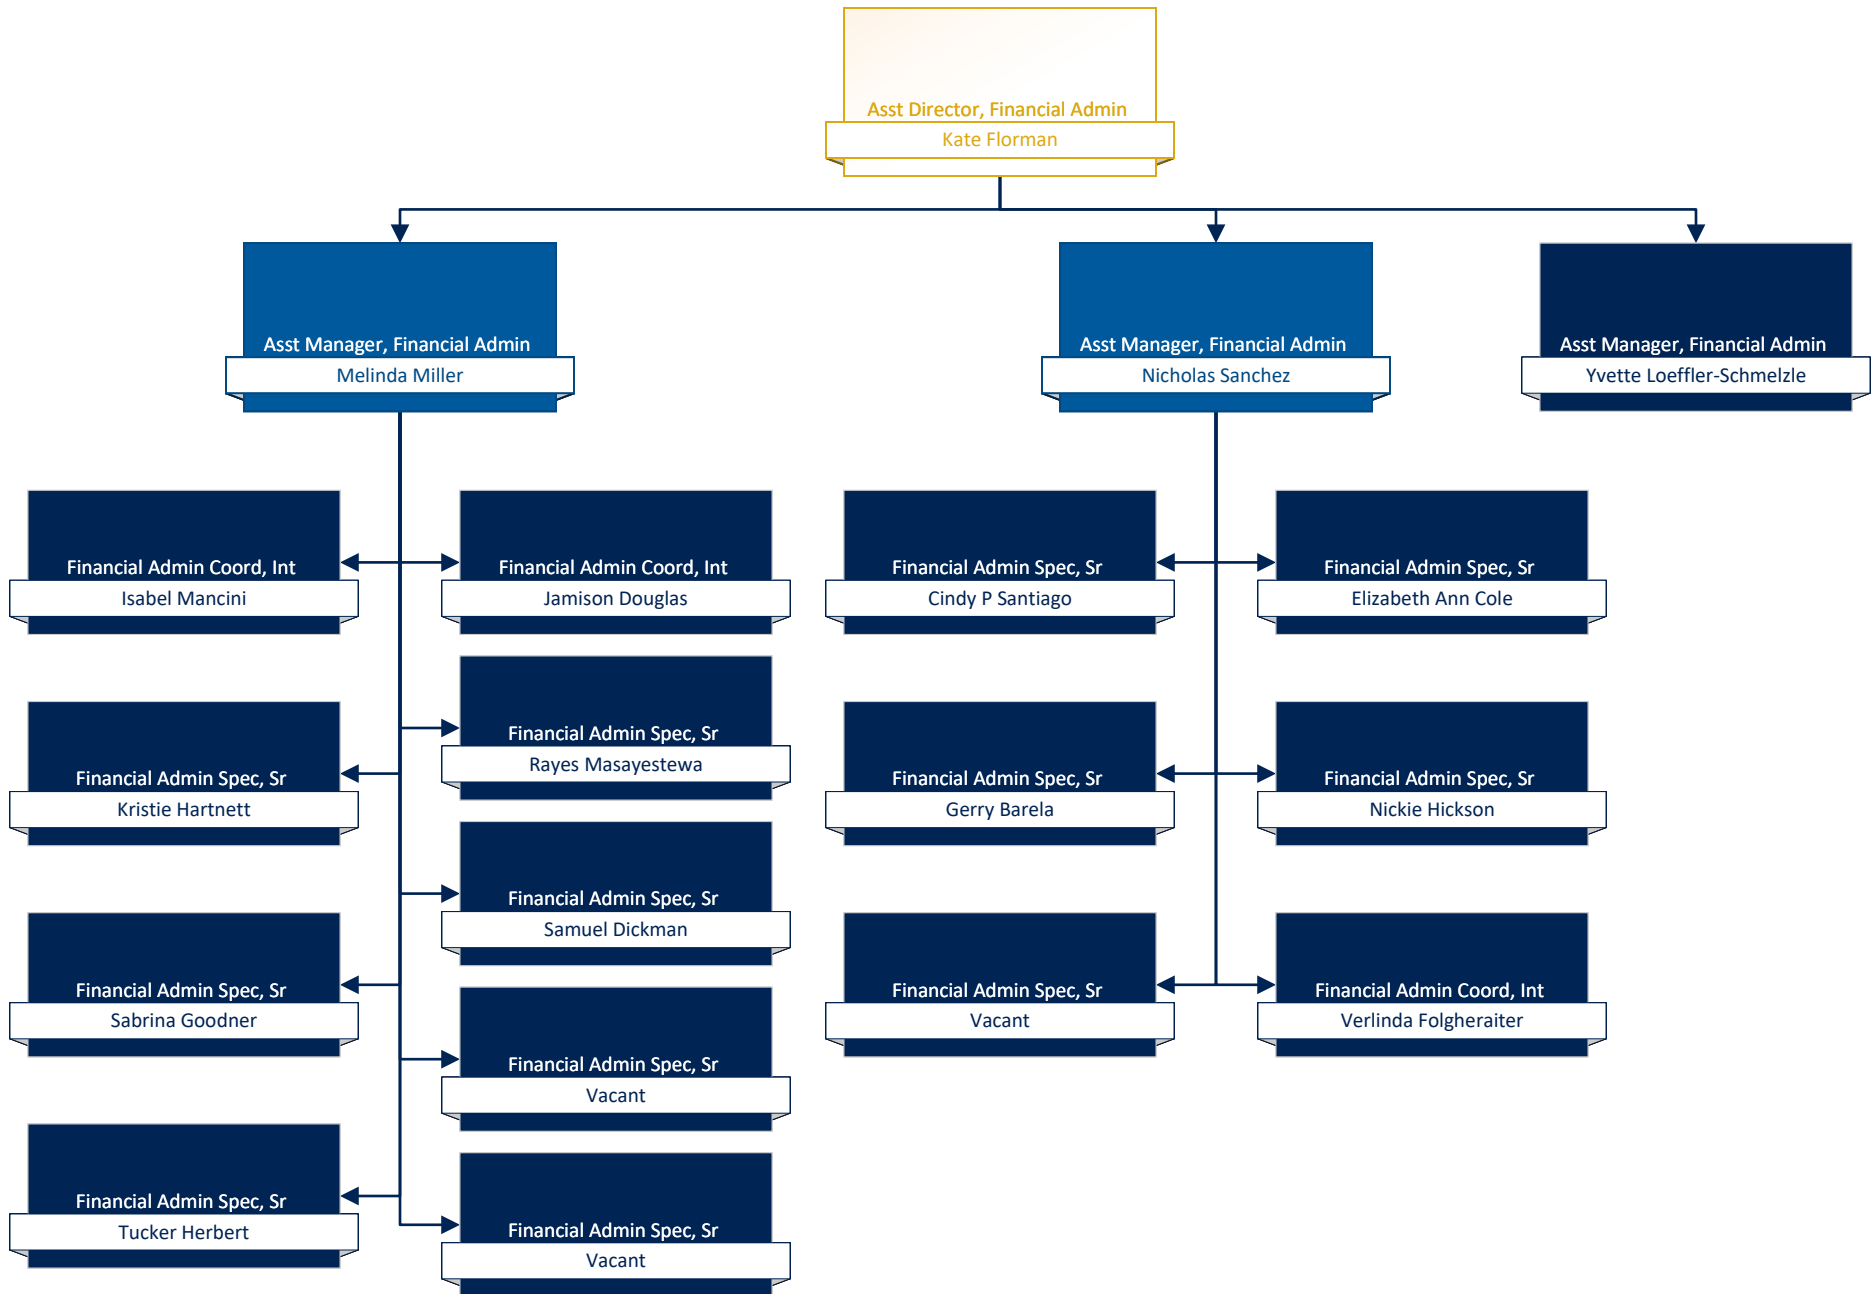 Asst Director, Financial Admin
Kate Florman
Asst Manager, Financial Admin
Melinda Miller
Asst Manager, Financial Admin
Nicholas Sanchez
Asst Manager, Financial Admin
Yvette Loeffler-Schmelzle
Financial Admin Coord, Int
Isabel Mancini
Financial Admin Coord, Int
Jamison Douglas
Financial Admin Spec, Sr
Kristie Hartnett
Financial Admin Spec, Sr
Rayes Masayestewa
Financial Admin Spec, Sr
Samuel Dickman
Financial Admin Spec, Sr
Sabrina Goodner
Financial Admin Spec, Sr
Vacant
Financial Admin Spec, Sr
Tucker Herbert
Financial Admin Spec, Sr
Vacant
Financial Admin Spec, Sr
Cindy P Santiago
Financial Admin Spec, Sr
Elizabeth Ann Cole
Financial Admin Spec, Sr
Gerry Barela
Financial Admin Spec, Sr
Nickie Hickson
Financial Admin Spec, Sr
Vacant
Financial Admin Coord, Int
Verlinda Folgheraiter